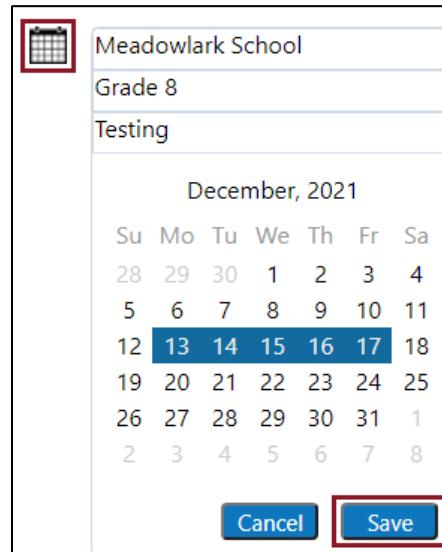 Meadowlark School
Grade 8
Testing
December, 2021
Su Mo Tu We Th Fr Sa
28 29 30 1 2 3 4
5 6 7 8 9 10 11
12 13 14 15 16 17 18
19 20 21 22 23 24 25
26 27 28 29 30 31 1
2 3 4 5 6 7 8
Cancel Save